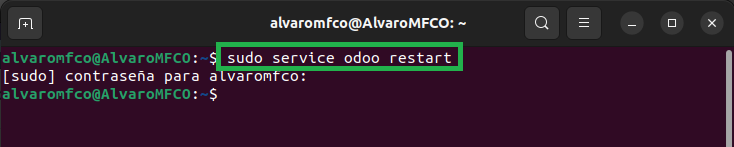 alvaromfco@AlvaroMFCO: ~
alvaromfco@AlvaroMFCO:~$ sudo service odoo restart
[sudo] contraseña para alvaromfco:
alvaromfco@AlvaroMFCO:~$